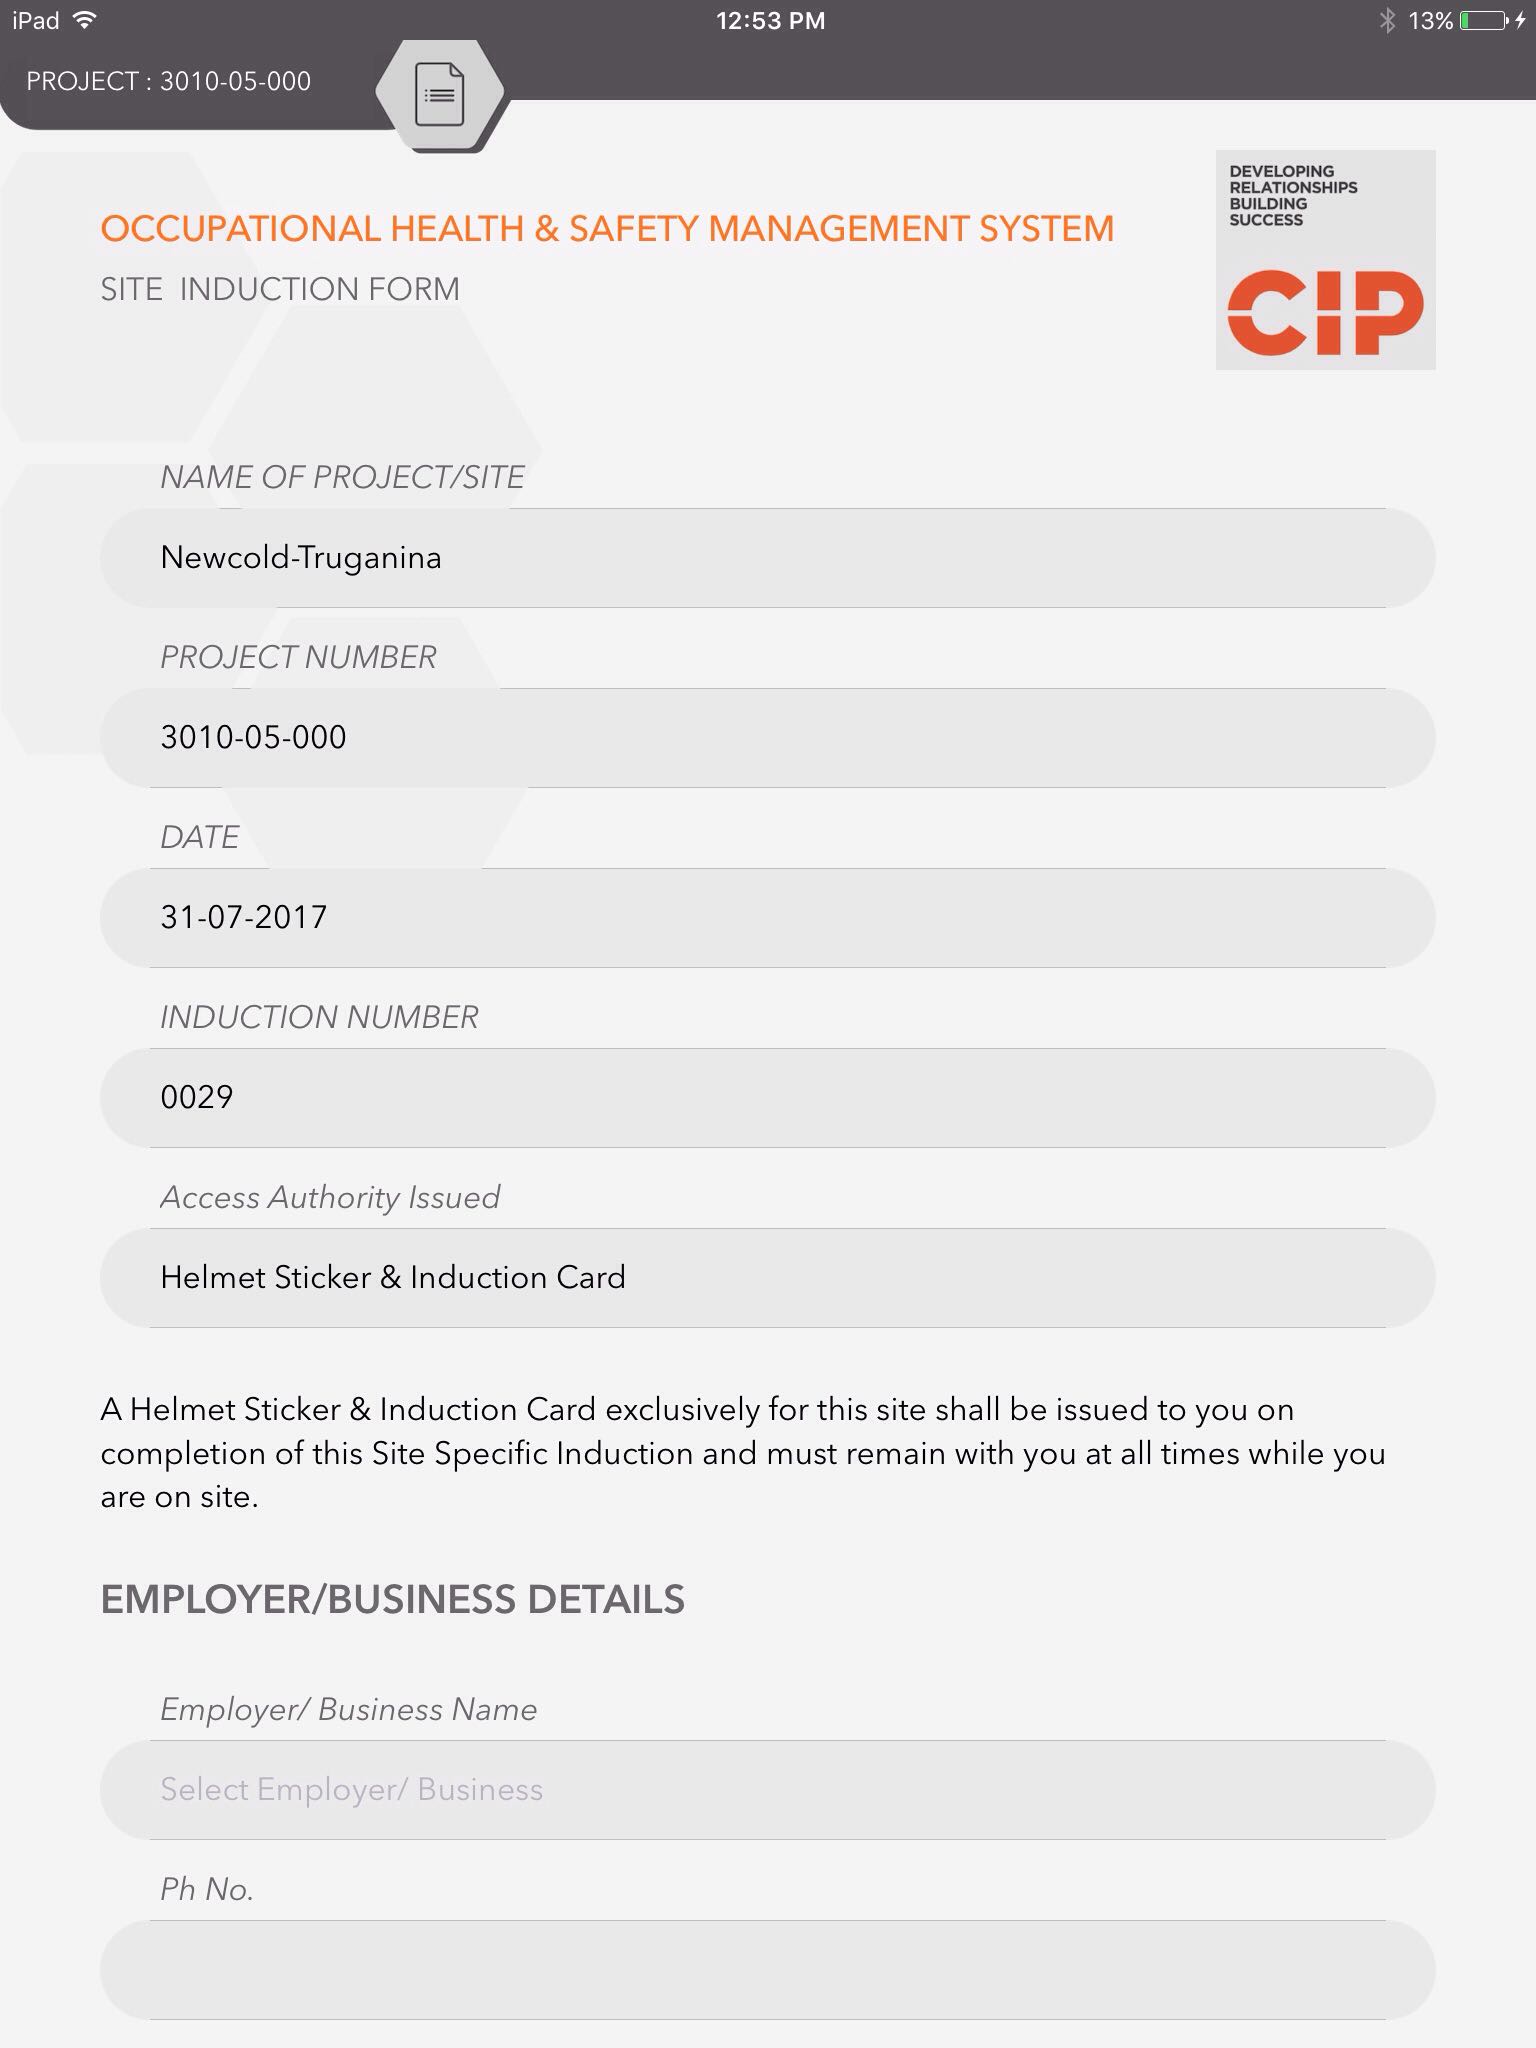 iPad
12:53 PM
13%
PROJECT : 3010-05-000
DEVELOPING
RELATIONSHIPS
BUILDING
SUCCESS
CIP
OCCUPATIONAL HEALTH & SAFETY MANAGEMENT SYSTEM
SITE INDUCTION FORM
NAME OF PROJECT/SITE
Newcold-Truganina
PROJECT NUMBER
3010-05-000
DATE
31-07-2017
INDUCTION NUMBER
0029
Access Authority Issued
Helmet Sticker & Induction Card
A Helmet Sticker & Induction Card exclusively for this site shall be issued to you on
completion of this Site Specific Induction and must remain with you at all times while you
are on site.
EMPLOYER/BUSINESS DETAILS
Employer/ Business Name
Select Employer/ Business
Ph No.